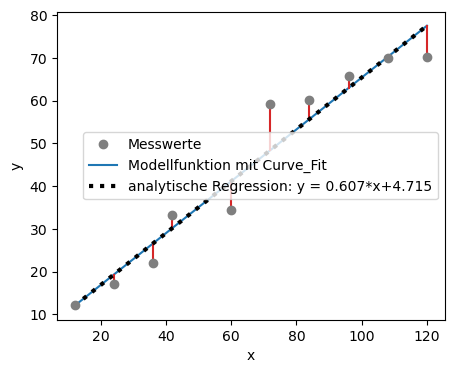 80
70
60
50
40
30
20
10
y
Messwerte
Modellfunktion mit Curve_Fit
analytische Regression: y = 0.607*x+4.715
20 40 60 80 100 120
x